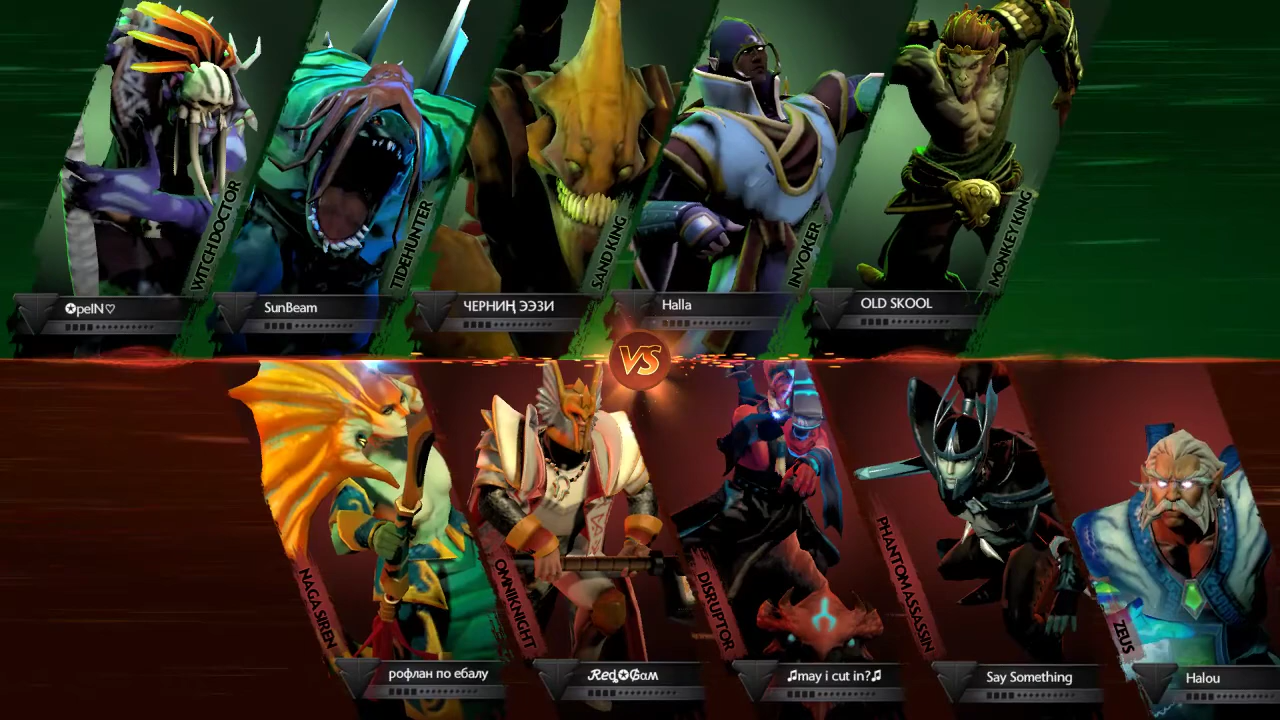 WITCH DOCTOR
TIDEHUNTER
SAND KING
INVOKER
MONKEY KING
✪pelN♡
SunBeam
ЧЕРНИҢ ЭЭЗИ
Halla
OLD SKOOL
VS
NAGA SIREN
OMNIKNIGHT
DISRUPTOR
PHANTOM ASSASSIN
ZEUS
рофлан по ебалу
ℛed✪Gαм
♫may i cut in?♫
Say Something
Halou